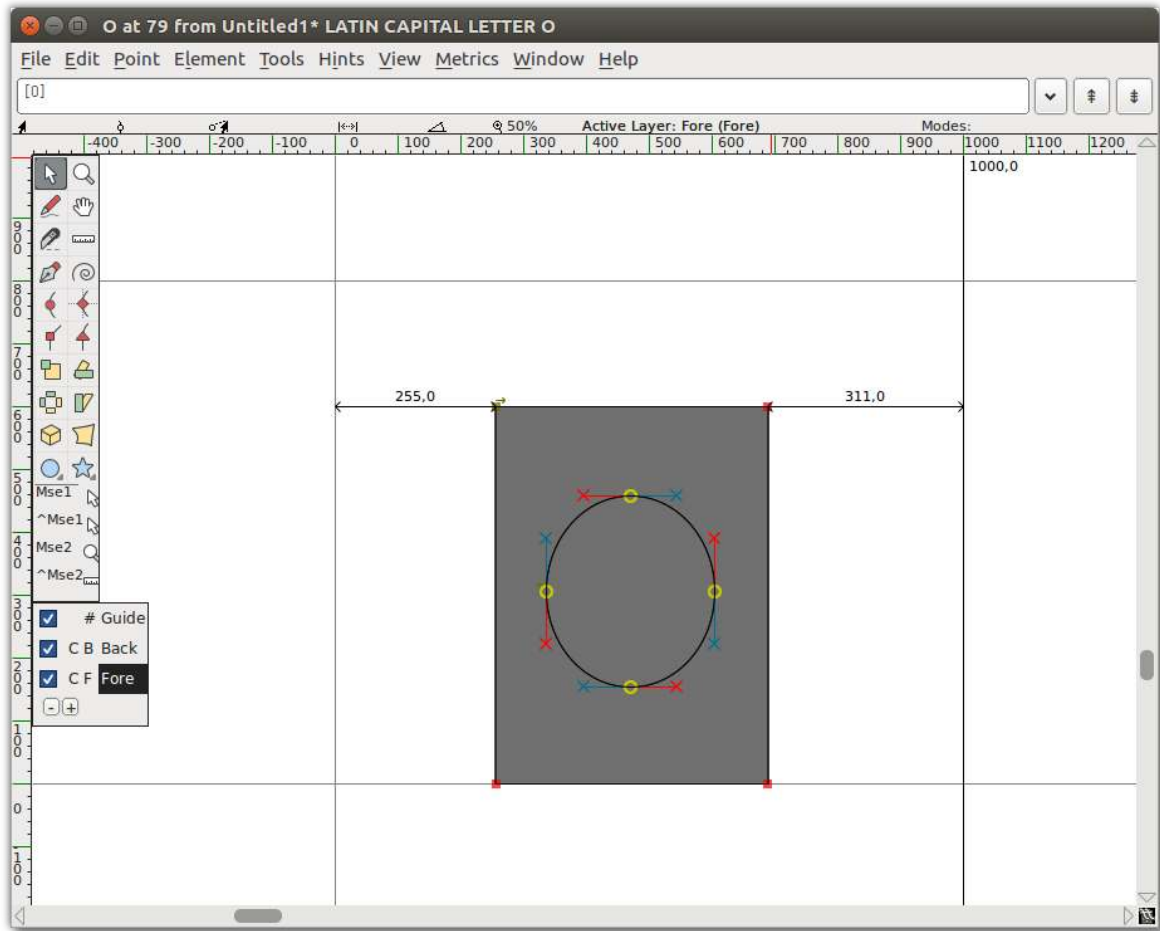 O at 79 from Untitled1* LATIN CAPITAL LETTER O
File Edit Point Element Tools Hints View Metrics Window Help
[0]
50% Active Layer: Fore (Fore) Modes:
-400 -300 -200 -100 0 100 200 300 400 500 600 700 800 900 1000 1100 1200
1000,0
900
800
700
600
500
400
300
200
100
0
-100
255,0 311,0
Mse1
^Mse1
Mse2
^Mse2
# Guide
C B Back
C F Fore
- +